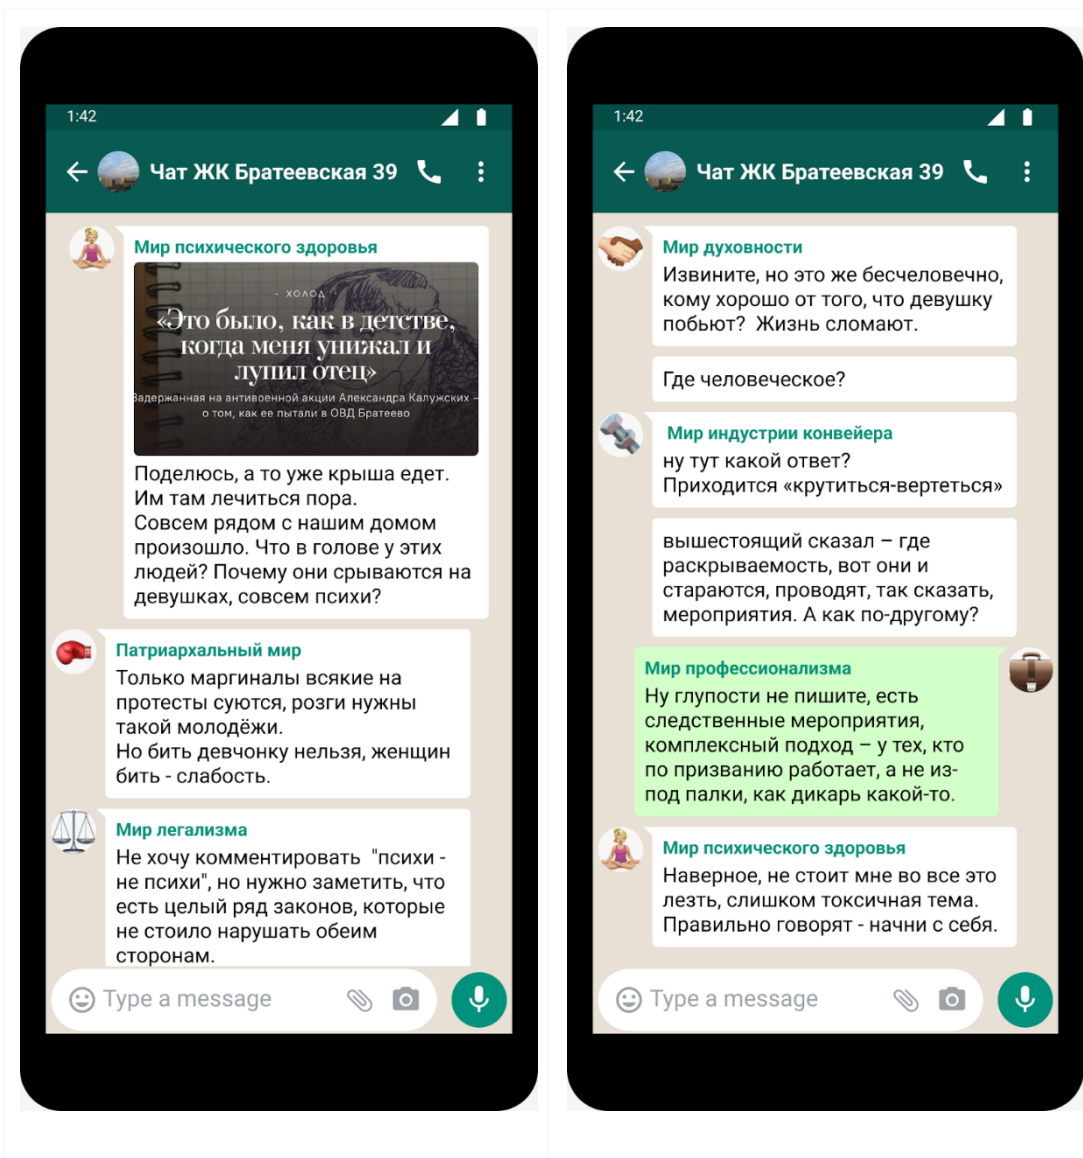 1:42
Чат ЖК Братеевская 39
Мир психического здоровья
ХОЛОД
«Это было, как в детстве,
когда меня унижал и
лупил отец»
Задержанная на антивоенной акции Александра Калужских –
о том, как ее пытали в ОВД Братеево
Поделюсь, а то уже крыша едет.
Им там лечиться пора.
Совсем рядом с нашим домом
произошло. Что в голове у этих
людей? Почему они срываются на
девушках, совсем психи?
Патриархальный мир
Только маргиналы всякие на
протесты суются, розги нужны
такой молодёжи.
Но бить девчонку нельзя, женщин
бить - слабость.
Мир легализма
Не хочу комментировать "психи -
не психи", но нужно заметить, что
есть целый ряд законов, которые
не стоило нарушать обеим
сторонам.
Type a message
1:42
Чат ЖК Братеевская 39
Мир духовности
Извините, но это же бесчеловечно,
кому хорошо от того, что девушку
побьют? Жизнь сломают.
Где человеческое?
Мир индустрии конвейера
ну тут какой ответ?
Приходится «крутиться-вертеться»
вышестоящий сказал – где
раскрываемость, вот они и
стараются, проводят, так сказать,
мероприятия. А как по-другому?
Мир профессионализма
Ну глупости не пишите, есть
следственные мероприятия,
комплексный подход – у тех, кто
по призванию работает, а не из-
под палки, как дикарь какой-то.
Мир психического здоровья
Наверное, не стоит мне во все это
лезть, слишком токсичная тема.
Правильно говорят - начни с себя.
Type a message